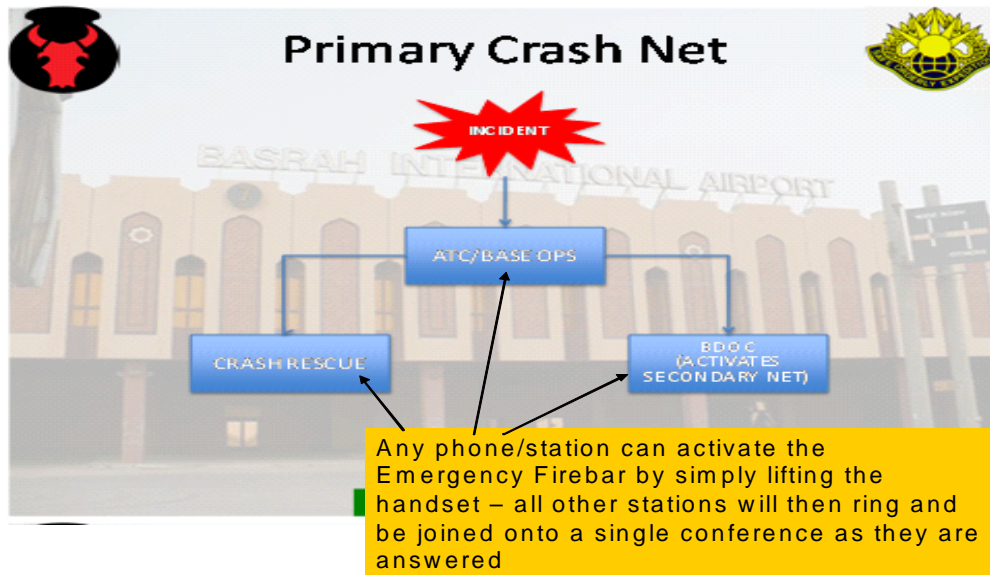 Primary Crash Net
INCIDENT
BASRAH INTERNATIONAL AIRPORT
ATC/BASE OPS
CRASH RESCUE
BDOC
(ACTIVATES
SECONDARY NET)
Any phone/station can activate the
Emergency Firebar by simply lifting the
handset – all other stations will then ring and
be joined onto a single conference as they are
answered